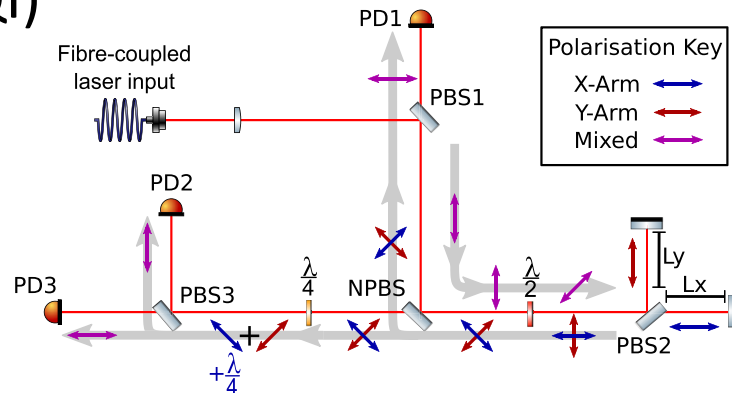 PD1
Fibre-coupled
laser input
Polarisation Key
X-Arm
Y-Arm
Mixed
PBS1
PD2
PD3
PBS3
λ
4
NPBS
λ
2
Ly
Lx
PBS2
+
+λ
4